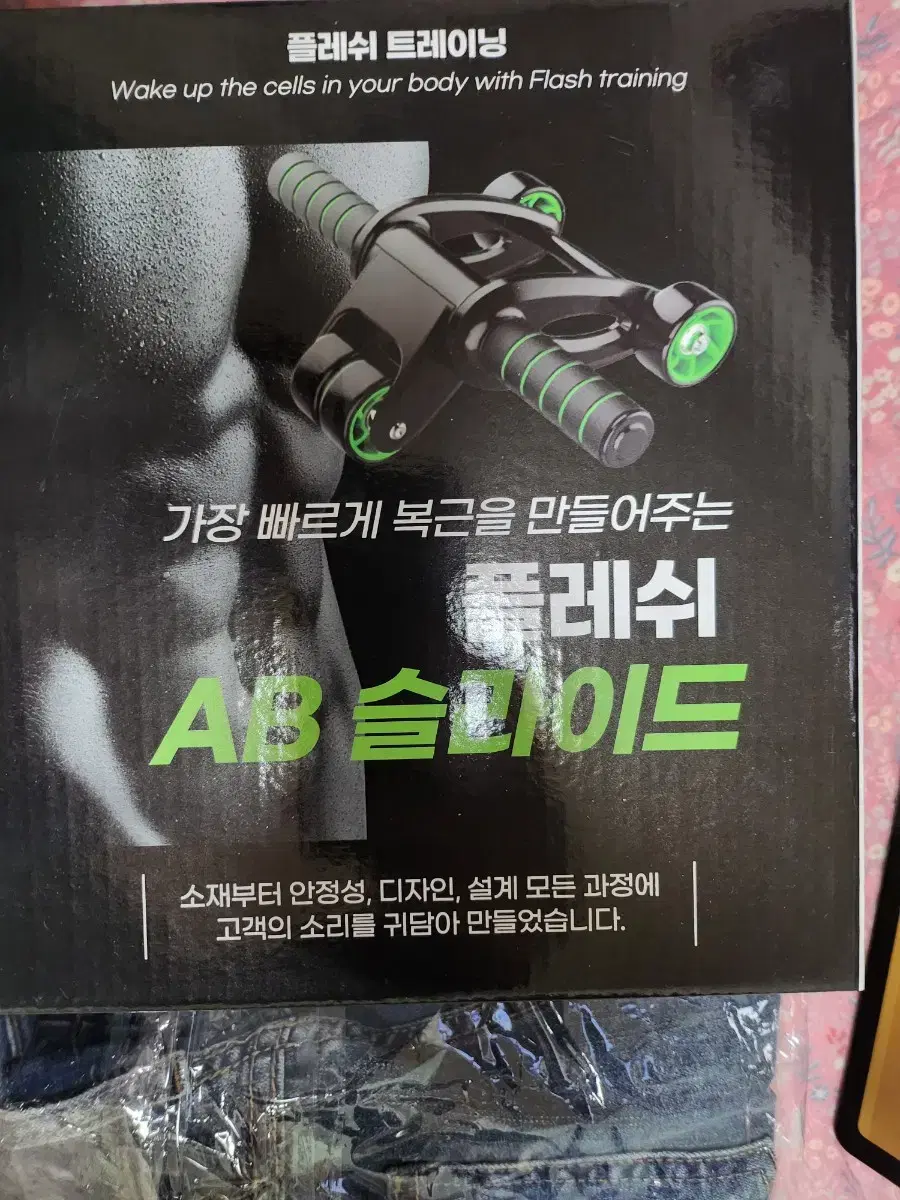 플레쉬 트레이닝
Wake up the cells in your body with Flash training
가장 빠르게 복근을 만들어주는
플레쉬
AB 슬라이드
소재부터 안정성, 디자인, 설계 모든 과정에
고객의 소리를 귀담아 만들었습니다.